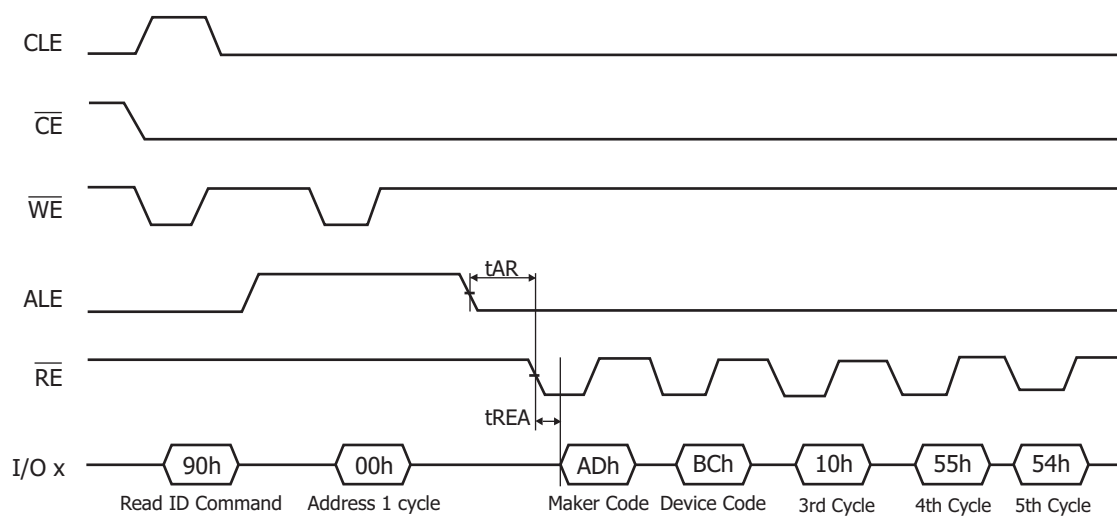 CLE
CE
WE
ALE
tAR
RE
tREA
I/O x 90h 00h ADh BCh 10h 55h 54h
Read ID Command Address 1 cycle Maker Code Device Code 3rd Cycle 4th Cycle 5th Cycle